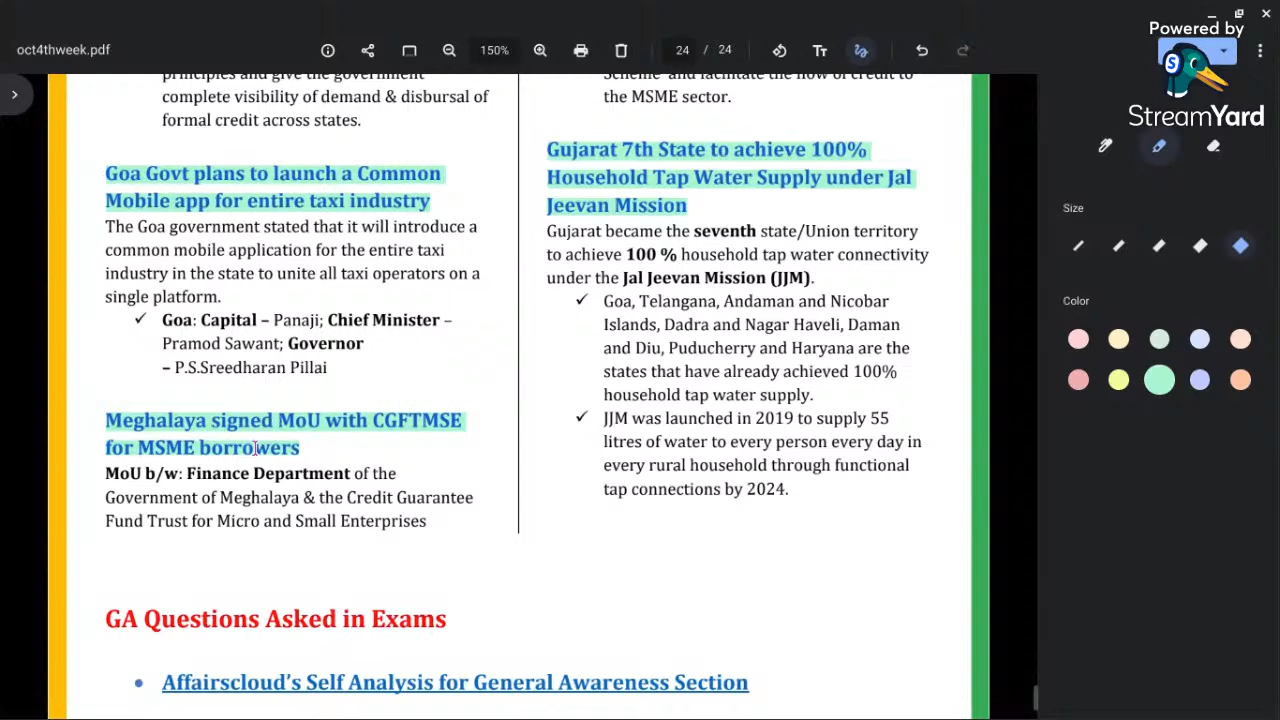 oct4thweek.pdf
150%
24 / 24
Powered by
StreamYard
principles and give the government
complete visibility of demand & disbursal of
formal credit across states.
Goa Govt plans to launch a Common
Mobile app for entire taxi industry
The Goa government stated that it will introduce a
common mobile application for the entire taxi
industry in the state to unite all taxi operators on a
single platform.
✓ Goa: Capital – Panaji; Chief Minister –
Pramod Sawant; Governor
– P.S.Sreedharan Pillai
Meghalaya signed MoU with CGFTMSE
for MSME borrowers
MoU b/w: Finance Department of the
Government of Meghalaya & the Credit Guarantee
Fund Trust for Micro and Small Enterprises
Scheme' and facilitate the flow of credit to
the MSME sector.
Gujarat 7th State to achieve 100%
Household Tap Water Supply under Jal
Jeevan Mission
Gujarat became the seventh state/Union territory
to achieve 100 % household tap water connectivity
under the Jal Jeevan Mission (JJM).
✓ Goa, Telangana, Andaman and Nicobar
Islands, Dadra and Nagar Haveli, Daman
and Diu, Puducherry and Haryana are the
states that have already achieved 100%
household tap water supply.
✓ JJM was launched in 2019 to supply 55
litres of water to every person every day in
every rural household through functional
tap connections by 2024.
GA Questions Asked in Exams
• Affairscloud's Self Analysis for General Awareness Section
Size
Color